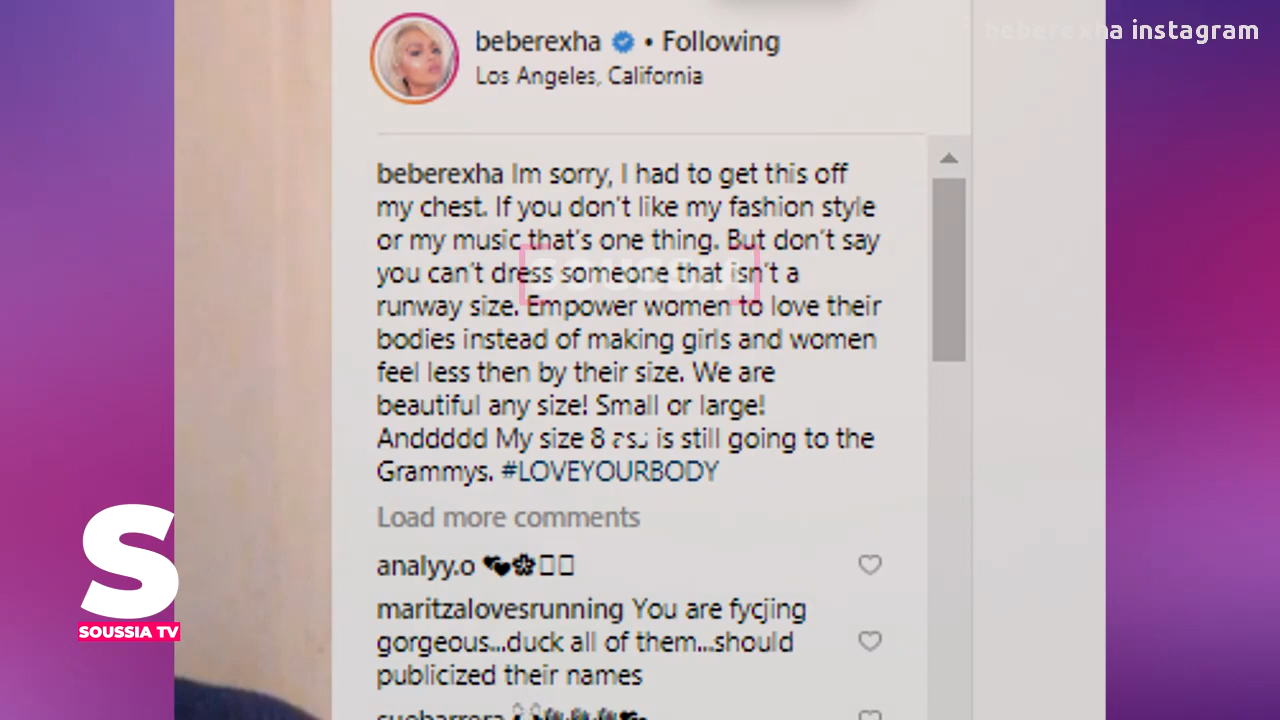 beberexha instagram
beberexha • Following
Los Angeles, California
beberexha Im sorry, I had to get this off
my chest. If you don't like my fashion style
or my music that's one thing. But don't say
you can't dress someone that isn't a
runway size. Empower women to love their
bodies instead of making girls and women
feel less then by their size. We are
beautiful any size! Small or large!
Anddddd My size 8 is still going to the
Grammys. #LOVEYOURBODY
Load more comments
analyy.o
maritzalovesrunning You are fycjing
gorgeous...duck all of them...should
publicized their names
SOUSSIA
S
SOUSSIA TV